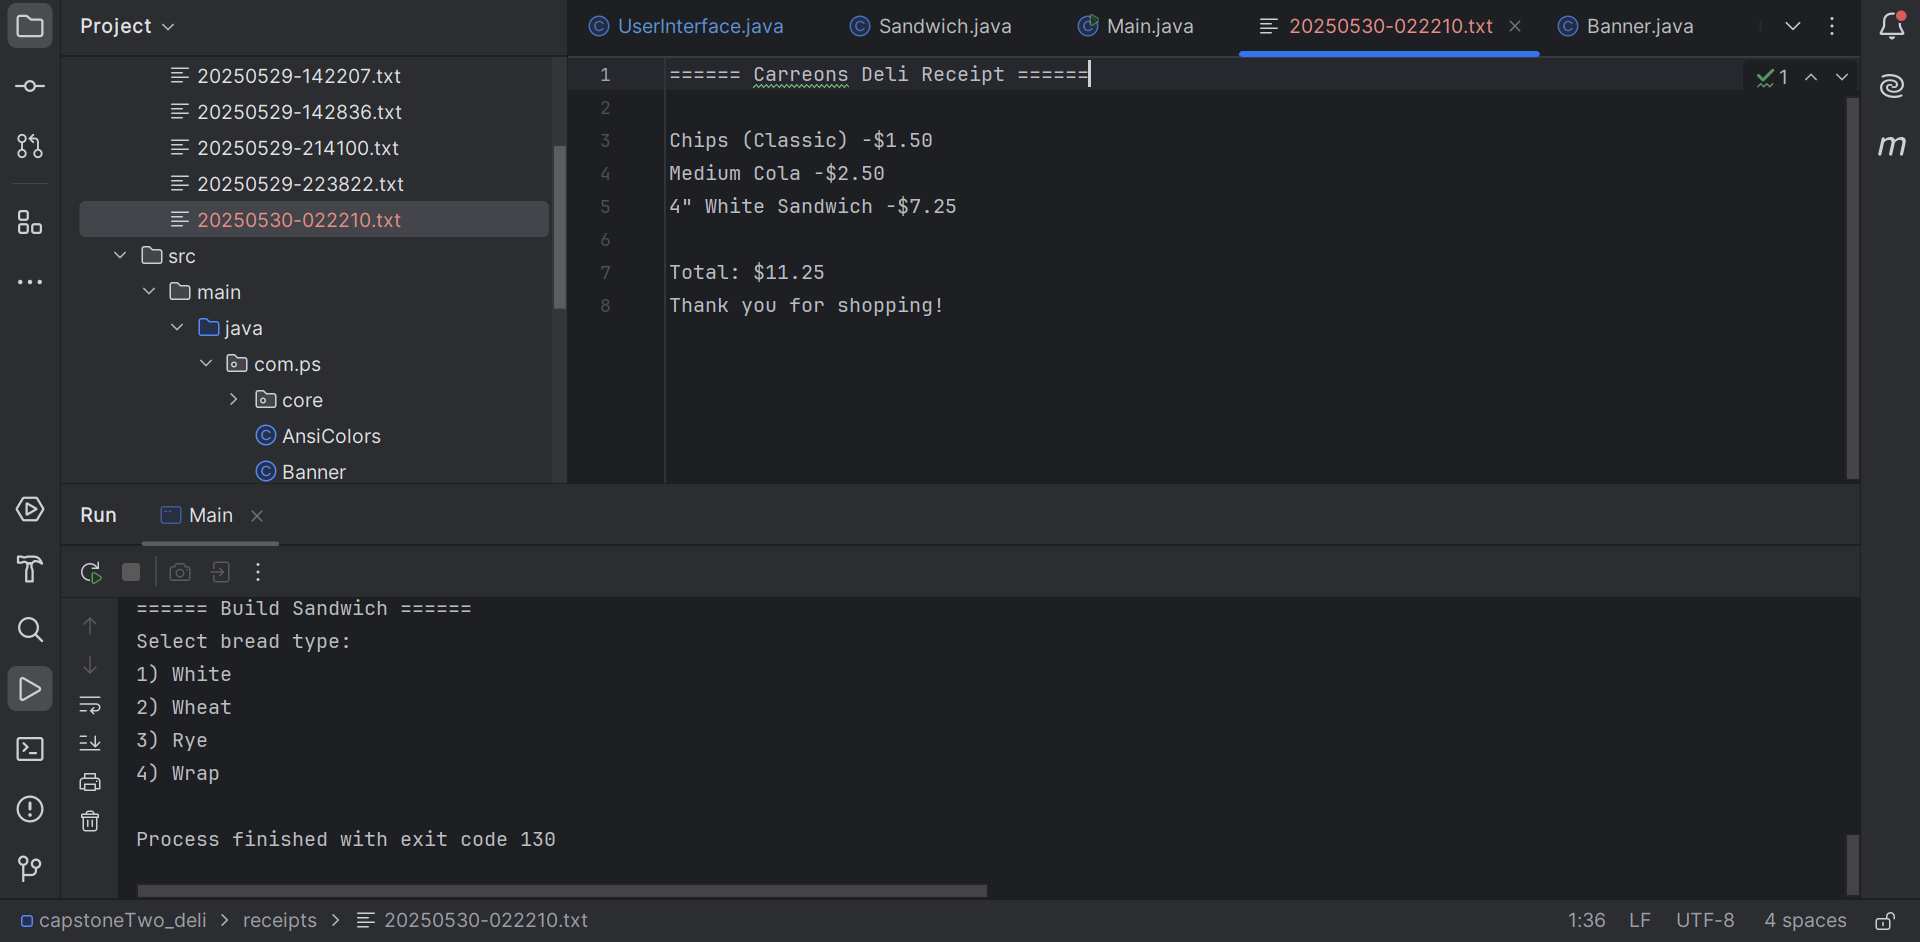 Project
UserInterface.java
Sandwich.java
Main.java
20250530-022210.txt
Banner.java
20250529-142207.txt
20250529-142836.txt
20250529-214100.txt
20250529-223822.txt
20250530-022210.txt
src
main
java
com.ps
core
AnsiColors
Banner
1 ====== Carreons Deli Receipt ======
2
3 Chips (Classic) -$1.50
4 Medium Cola -$2.50
5 4" White Sandwich -$7.25
6
7 Total: $11.25
8 Thank you for shopping!
1
m
Run
Main
====== Build Sandwich ======
Select bread type:
1) White
2) Wheat
3) Rye
4) Wrap
Process finished with exit code 130
capstoneTwo_deli > receipts > 20250530-022210.txt
1:36 LF UTF-8 4 spaces